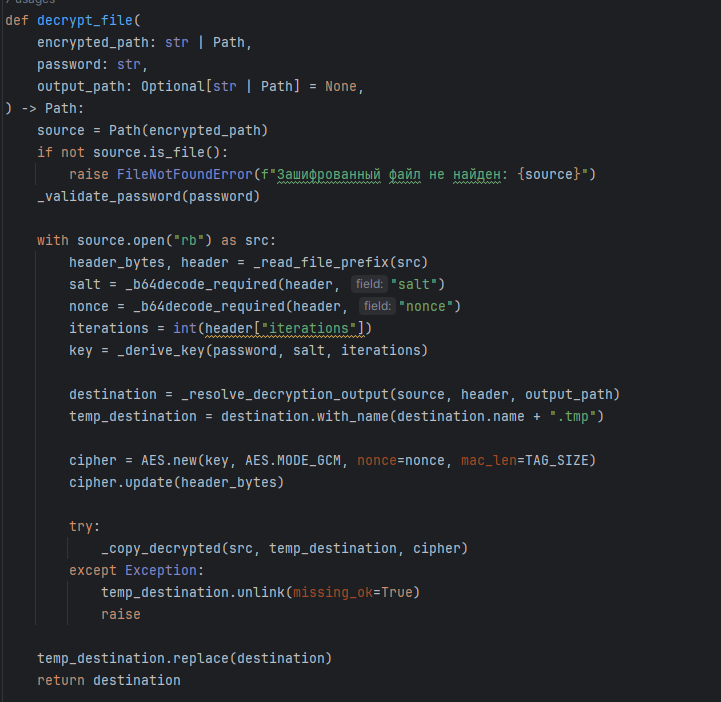 7 usages
def decrypt_file(
    encrypted_path: str | Path,
    password: str,
    output_path: Optional[str | Path] = None,
) -> Path:
    source = Path(encrypted_path)
    if not source.is_file():
        raise FileNotFoundError(f"Зашифрованный файл не найден: {source}")
    _validate_password(password)

    with source.open("rb") as src:
        header_bytes, header = _read_file_prefix(src)
        salt = _b64decode_required(header, field: "salt")
        nonce = _b64decode_required(header, field: "nonce")
        iterations = int(header["iterations"])
        key = _derive_key(password, salt, iterations)

        destination = _resolve_decryption_output(source, header, output_path)
        temp_destination = destination.with_name(destination.name + ".tmp")

        cipher = AES.new(key, AES.MODE_GCM, nonce=nonce, mac_len=TAG_SIZE)
        cipher.update(header_bytes)

        try:
            _copy_decrypted(src, temp_destination, cipher)
        except Exception:
            temp_destination.unlink(missing_ok=True)
            raise

    temp_destination.replace(destination)
    return destination